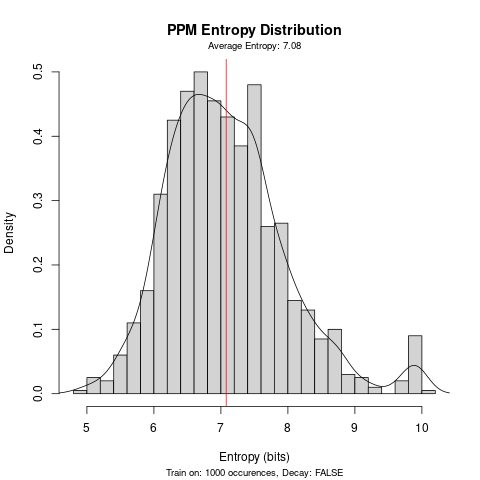 PPM Entropy Distribution
Average Entropy: 7.08
Density
0.5
0.4
0.3
0.2
0.1
0.0
5 6 7 8 9 10
Entropy (bits)
Train on: 1000 occurences, Decay: FALSE